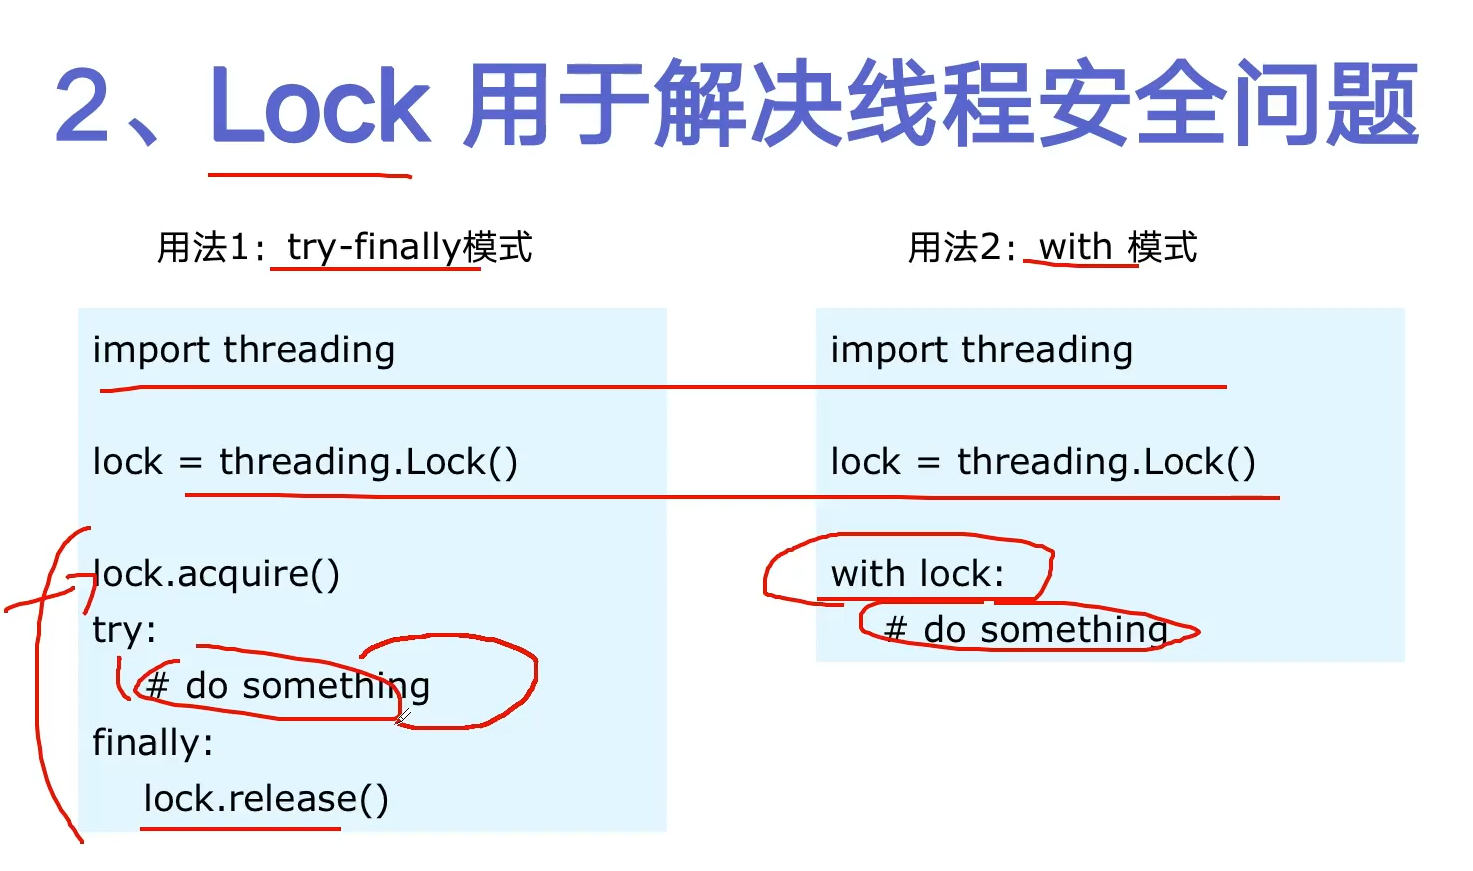 2、Lock 用于解决线程安全问题
用法1: try-finally模式
import threading
lock = threading.Lock()
lock.acquire()
try:
# do something
finally:
lock.release()
用法2: with 模式
import threading
lock = threading.Lock()
with lock:
# do something